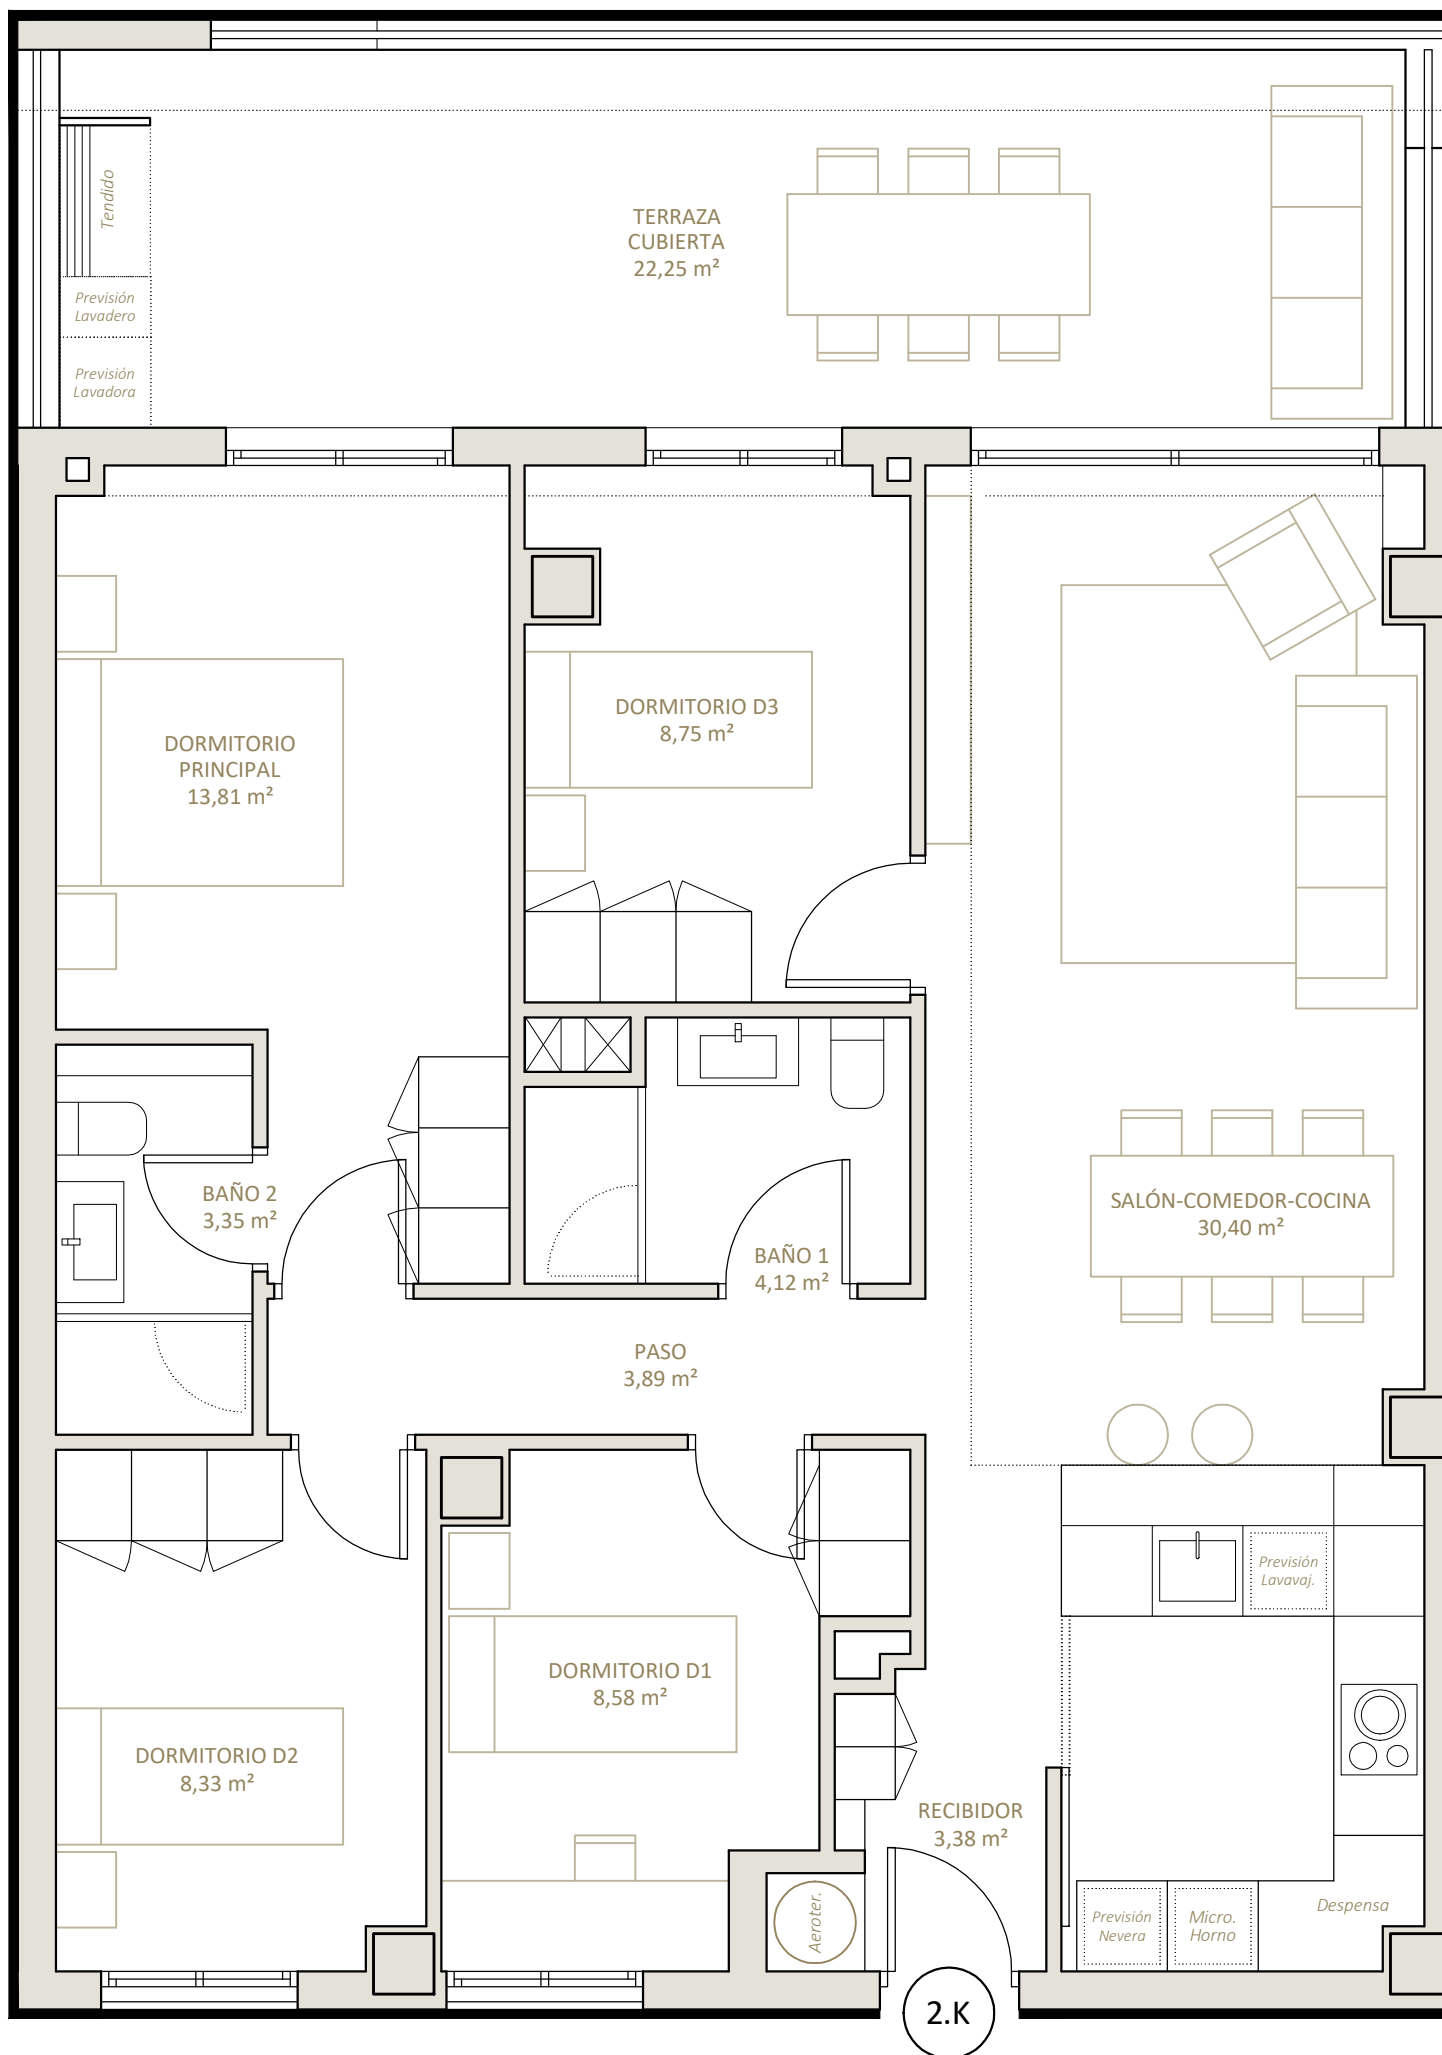 Tendido
TERRAZA
CUBIERTA
22,25 m²
Previsión
Lavadero
Previsión
Lavadora
DORMITORIO
PRINCIPAL
13,81 m²
DORMITORIO D3
8,75 m²
BAÑO 2
3,35 m²
BAÑO 1
4,12 m²
SALÓN-COMEDOR-COCINA
30,40 m²
PASO
3,89 m²
Previsión
Lavavaj.
DORMITORIO D1
8,58 m²
DORMITORIO D2
8,33 m²
RECIBIDOR
3,38 m²
Aeroter.
Previsión
Nevera
Micro.
Horno
Despensa
2.K